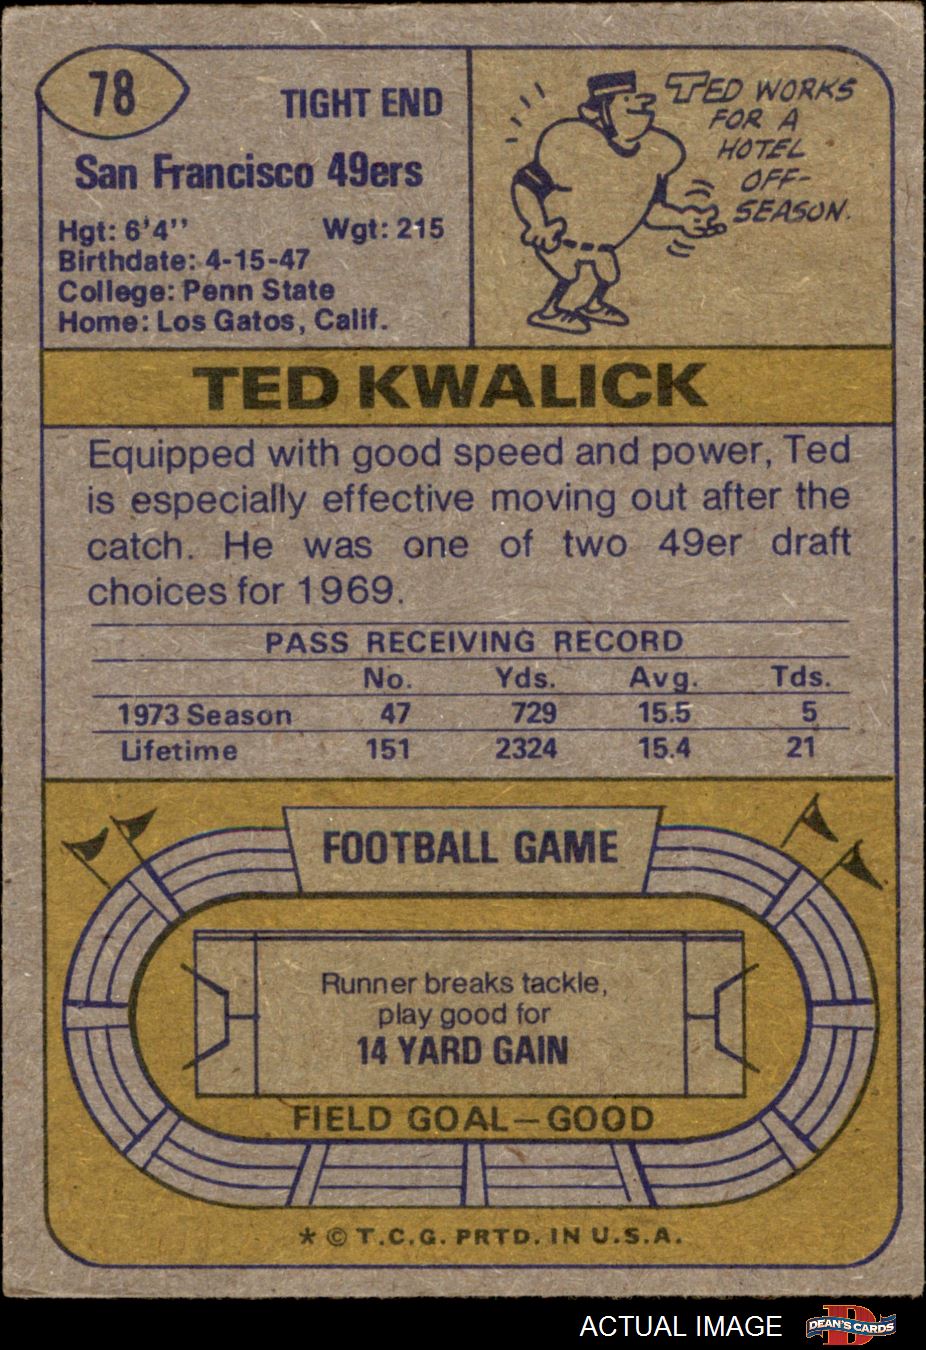 78
TIGHT END
San Francisco 49ers
Hgt: 6'4" Wgt: 215
Birthdate: 4-15-47
College: Penn State
Home: Los Gatos, Calif.
TED WORKS
FOR A
HOTEL
OFF-
SEASON.
TED KWALICK
Equipped with good speed and power, Ted
is especially effective moving out after the
catch. He was one of two 49er draft
choices for 1969.
PASS RECEIVING RECORD
No. Yds. Avg. Tds.
1973 Season 47 729 15.5 5
Lifetime 151 2324 15.4 21
FOOTBALL GAME
Runner breaks tackle,
play good for
14 YARD GAIN
FIELD GOAL—GOOD
* © T.C.G. PRTD. IN U.S.A.
ACTUAL IMAGE
D
DEAN'S CARDS